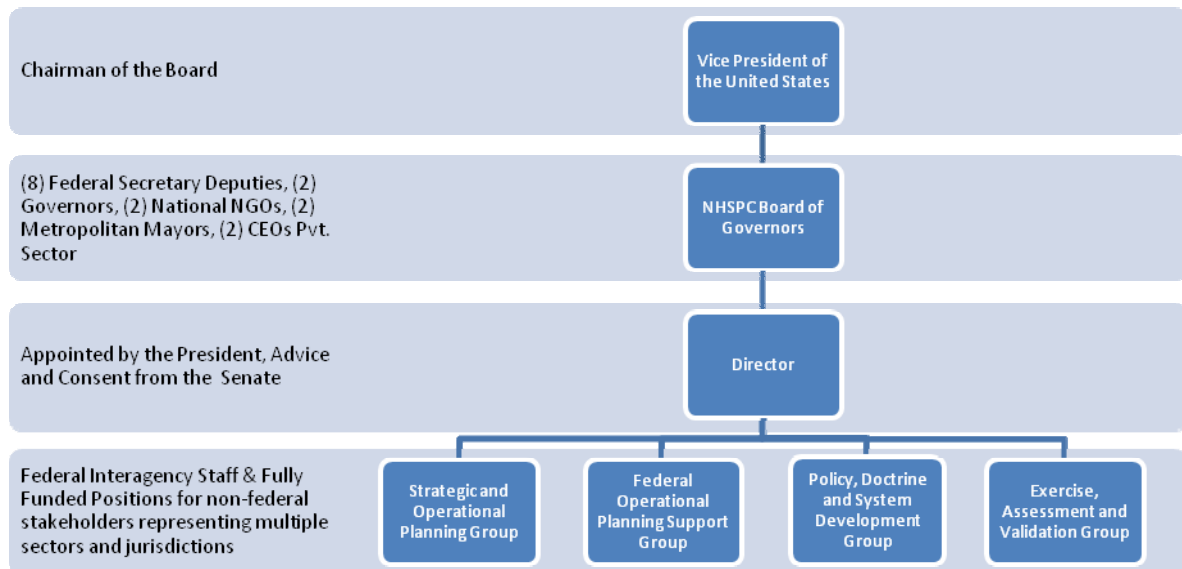 Chairman of the Board
Vice President of
the United States
(8) Federal Secretary Deputies, (2)
Governors, (2) National NGOs, (2)
Metropolitan Mayors, (2) CEOs Pvt.
Sector
NHSPC Board of
Governors
Appointed by the President, Advice
and Consent from the Senate
Director
Federal Interagency Staff & Fully
Funded Positions for non-federal
stakeholders representing multiple
sectors and jurisdictions
Strategic and
Operational
Planning Group
Federal
Operational
Planning Support
Group
Policy, Doctrine
and System
Development
Group
Exercise,
Assessment and
Validation Group